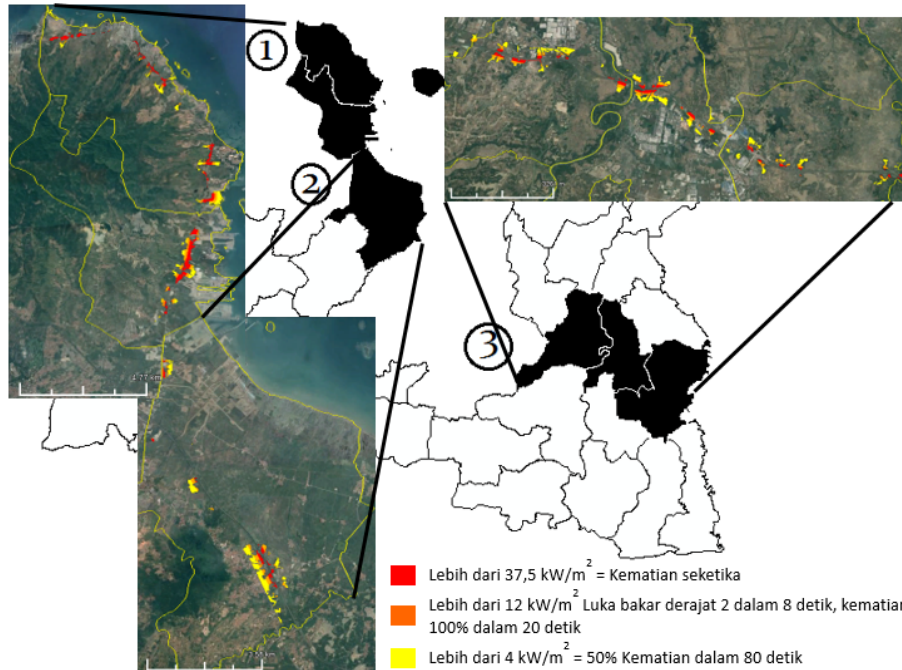 1
2
3
Lebih dari 37,5 kW/m² = Kematian seketika
Lebih dari 12 kW/m² Luka bakar derajat 2 dalam 8 detik, kematian
100% dalam 20 detik
Lebih dari 4 kW/m² = 50% Kematian dalam 80 detik